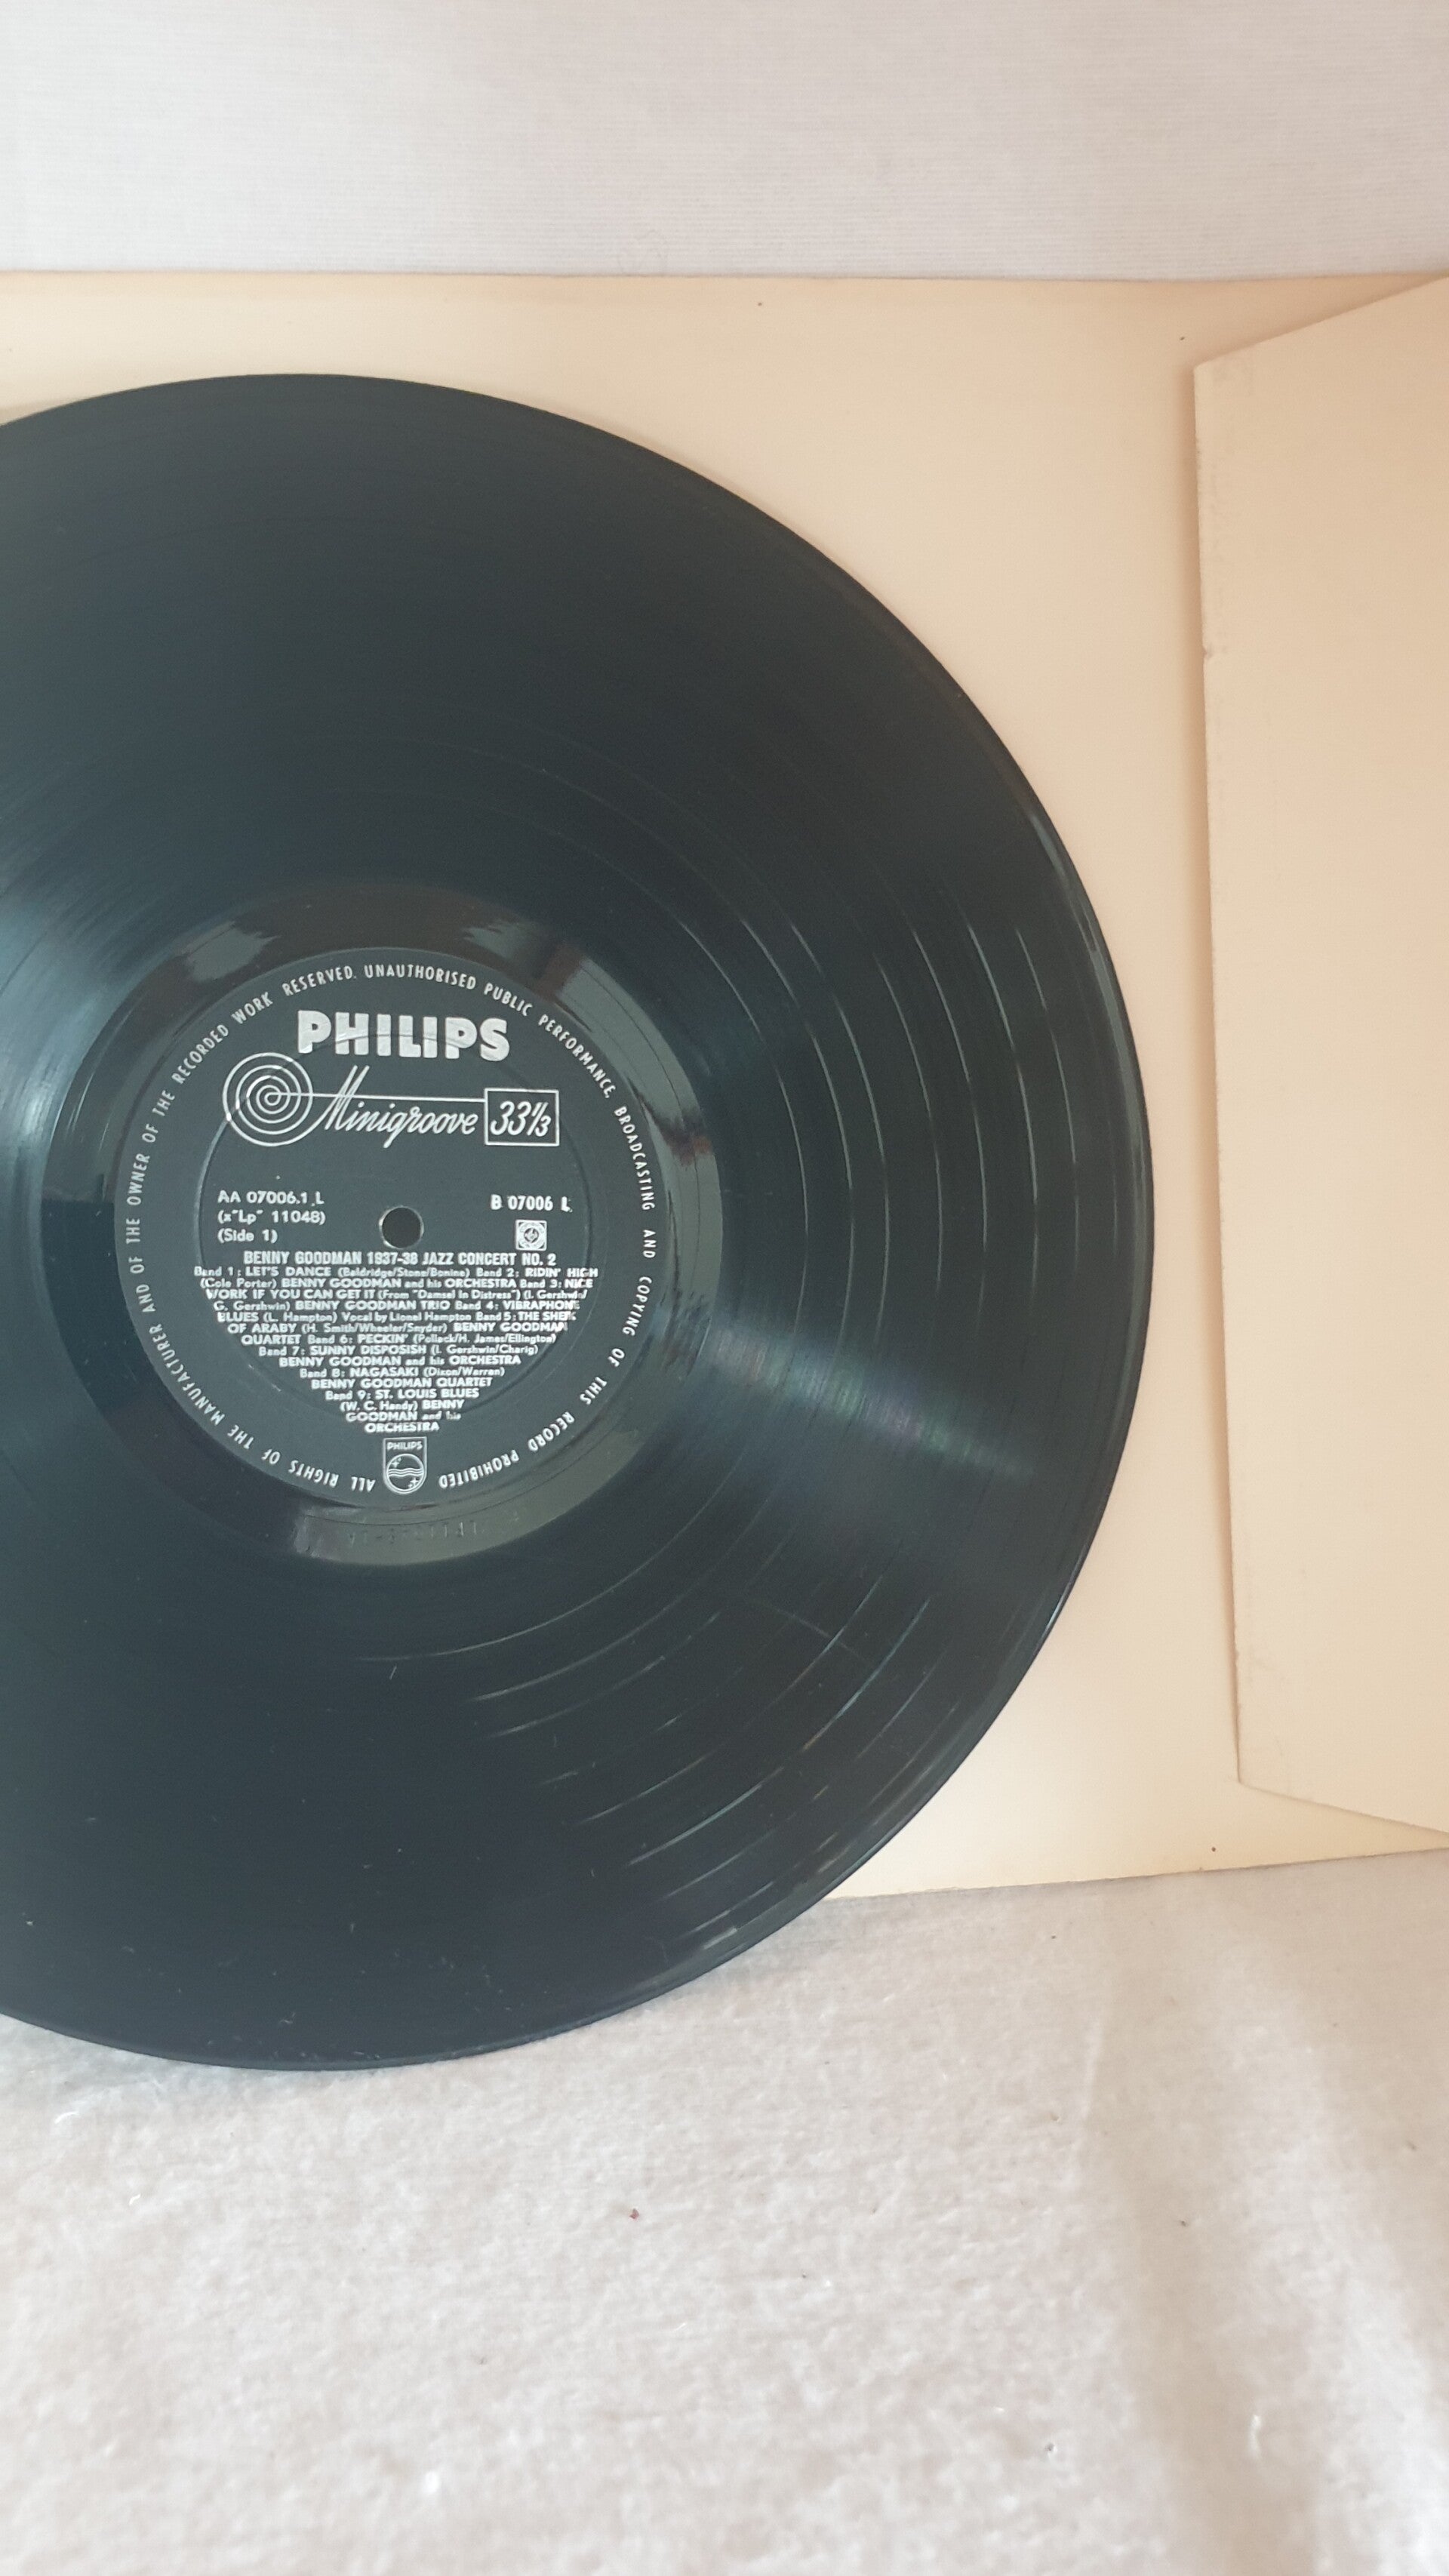 ALL RIGHTS OF THE MANUFACTURER AND OF THE OWNER OF THE RECORDED WORK RESERVED. UNAUTHORISED PUBLIC PERFORMANCE, BROADCASTING AND COPYING OF THIS RECORD PROHIBITED
PHILIPS
Minigroove 33⅓
AA 07006.1 L B 07006 L
(x"Lp" 11048)
(Side 1)
BENNY GOODMAN 1937-38 JAZZ CONCERT NO. 2
Band 1: LET'S DANCE (Baldridge/Stone/Bonine) Band 2: RIDIN' HIGH
(Cole Porter) BENNY GOODMAN and his ORCHESTRA Band 3: NICE
WORK IF YOU CAN GET IT (From "Damsel in Distress") (I. Gershwin/
G. Gershwin) BENNY GOODMAN TRIO Band 4: VIBRAPHONE
BLUES (L. Hampton) Vocal by Lionel Hampton Band 5: THE SHEIK
OF ARABY (H. Smith/Wheeler/Snyder) BENNY GOODMAN
QUARTET Band 6: PECKIN' (Pollack/H. James/Ellington)
Band 7: SUNNY DISPOSISH (I. Gershwin/Charig)
BENNY GOODMAN and his ORCHESTRA
Band 8: NAGASAKI (Dixon/Warren)
BENNY GOODMAN QUARTET
Band 9: ST. LOUIS BLUES
(W. C. Handy) BENNY
GOODMAN and his
ORCHESTRA
PHILIPS